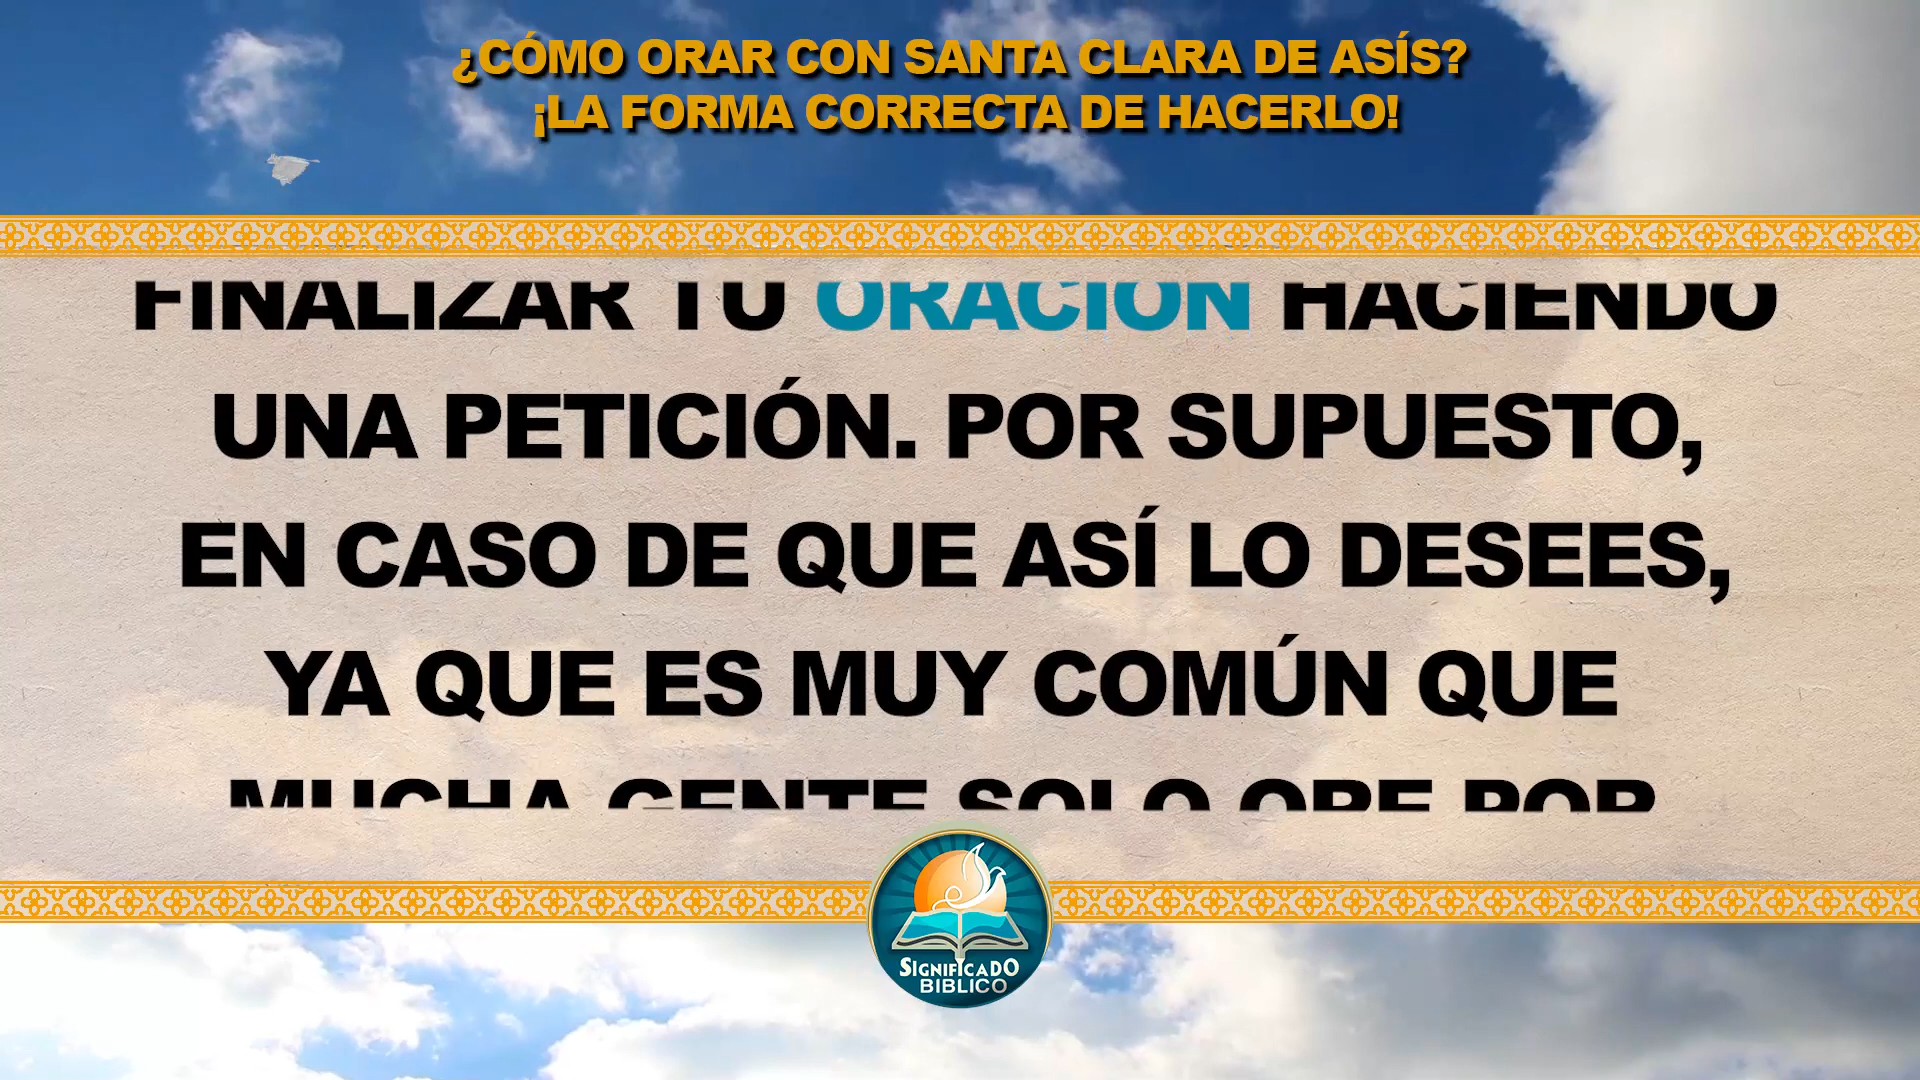 ¿CÓMO ORAR CON SANTA CLARA DE ASÍS?
¡LA FORMA CORRECTA DE HACERLO!
FINALIZAR TU ORACIÓN HACIENDO
UNA PETICIÓN. POR SUPUESTO,
EN CASO DE QUE ASÍ LO DESEES,
YA QUE ES MUY COMÚN QUE
MUCHA GENTE SOLO ORE POR
SIGNIFICADO
BIBLICO